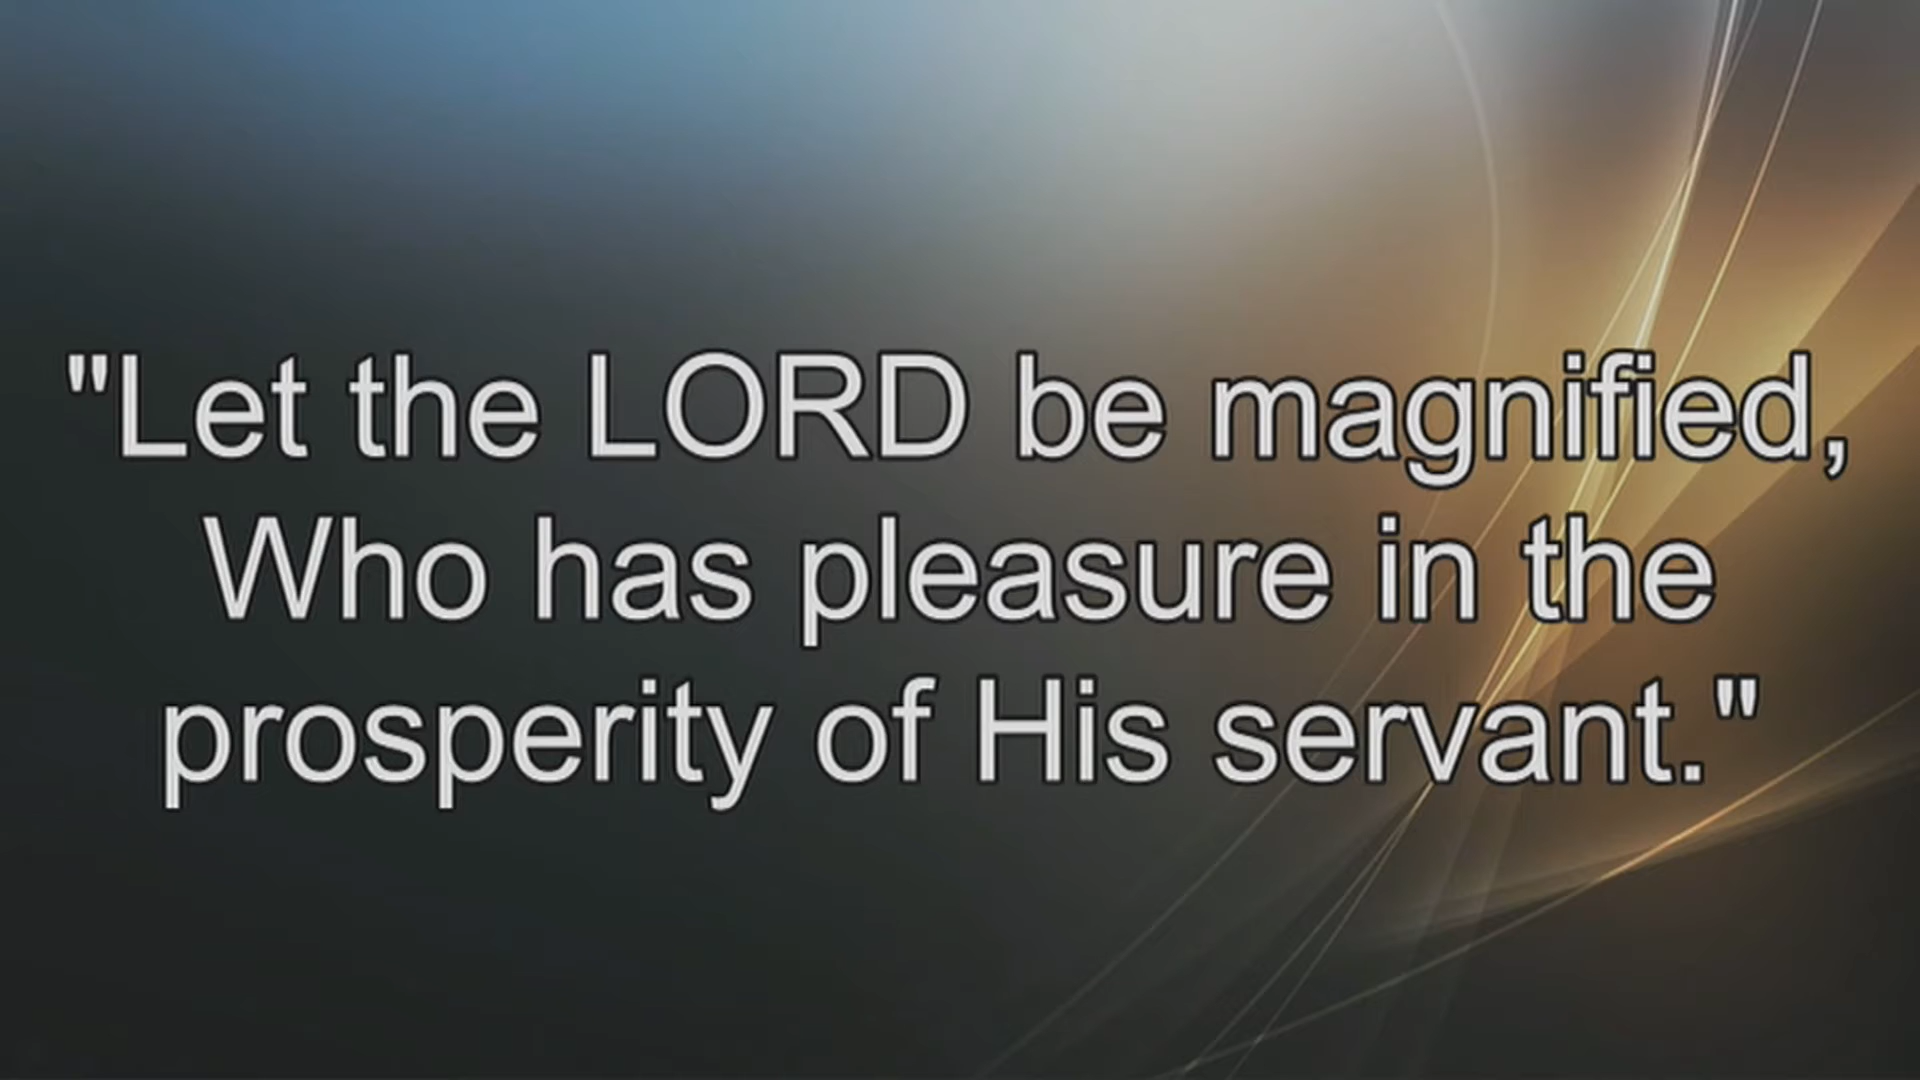 "Let the LORD be magnified,
Who has pleasure in the
prosperity of His servant."